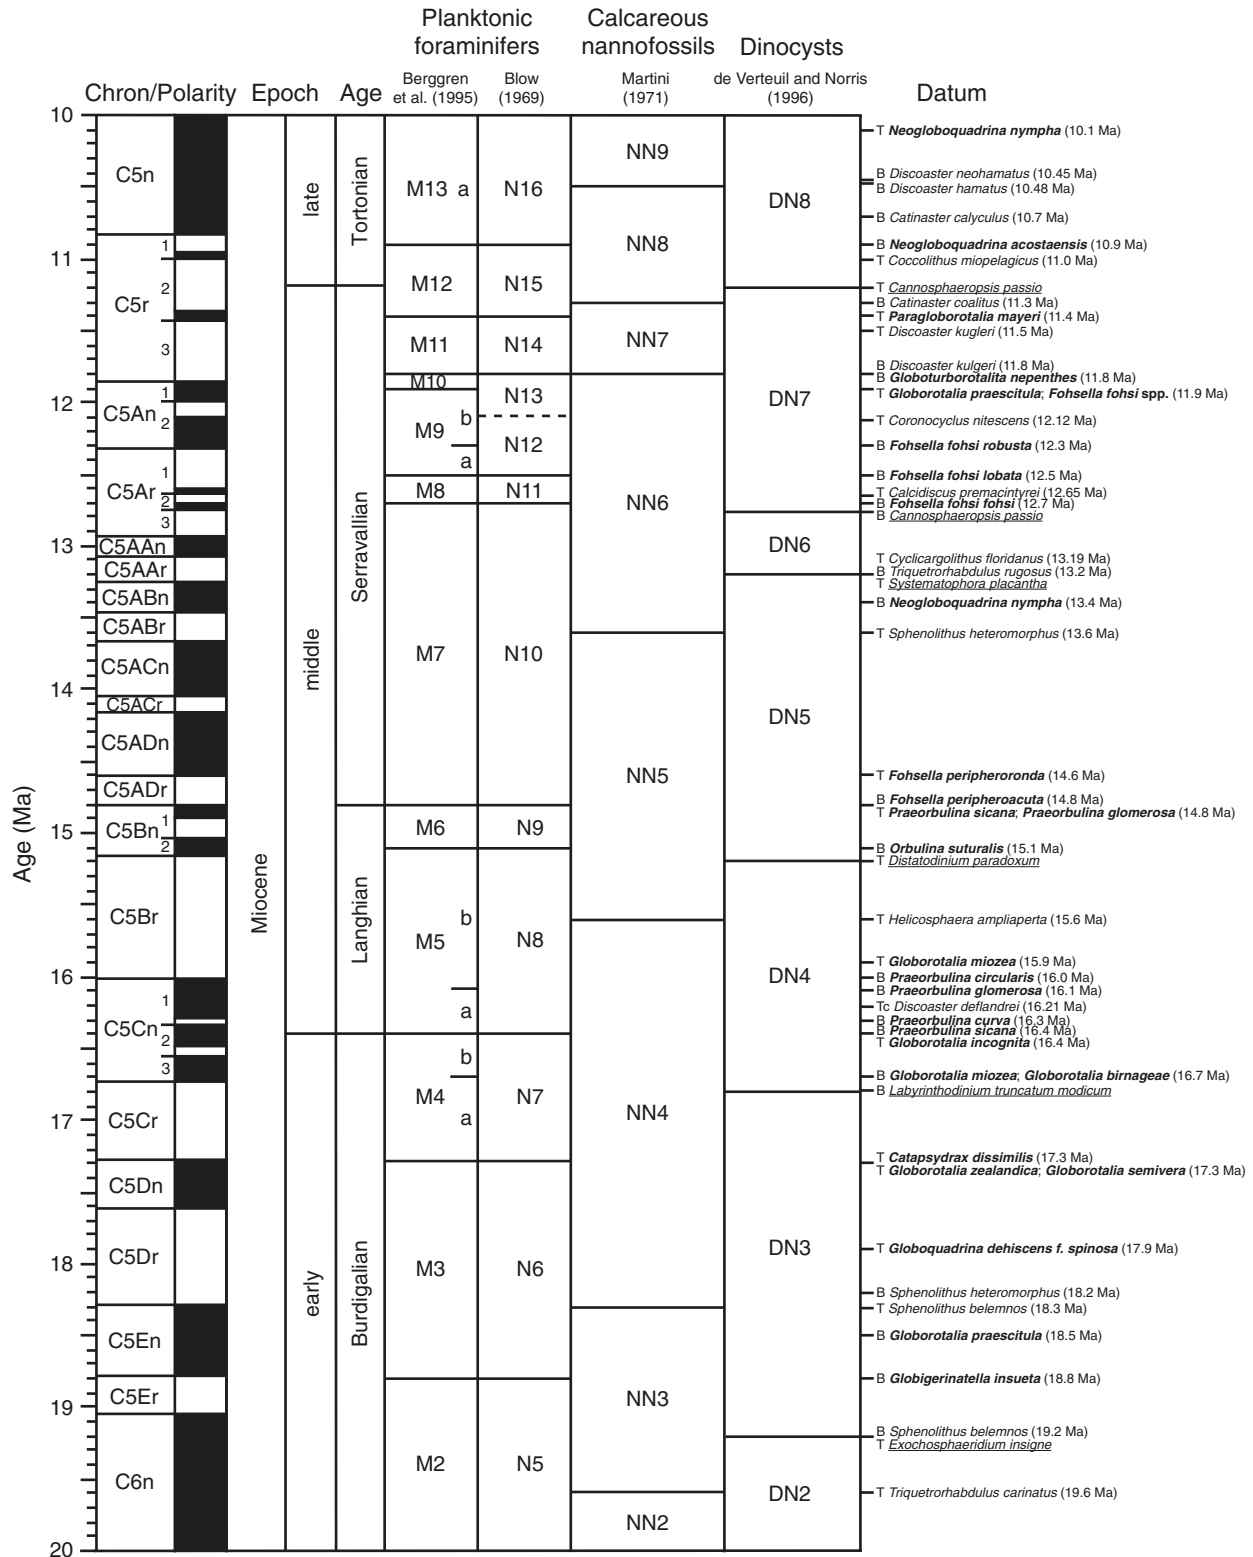 Planktonic
foraminifers
Calcareous
nannofossils
Dinocysts
Chron/Polarity
Epoch
Age
Berggren
et al. (1995)
Blow
(1969)
Martini
(1971)
de Verteuil and Norris
(1996)
Datum
Age (Ma)
10
11
12
13
14
15
16
17
18
19
20
C5n
C5r
1
2
3
C5An
1
2
C5Ar
1
2
3
C5AAn
C5AAr
C5ABn
C5ABr
C5ACn
C5ACr
C5ADn
C5ADr
C5Bn
1
2
C5Br
C5Cn
1
2
3
C5Cr
C5Dn
C5Dr
C5En
C5Er
C6n
Miocene
late
middle
early
Tortonian
Serravallian
Langhian
Burdigalian
M13 a
M12
M11
M10
M9
b
a
M8
M7
M6
M5
b
a
M4
b
a
M3
M2
N16
N15
N14
N13
N12
N11
N10
N9
N8
N7
N6
N5
NN9
NN8
NN7
NN6
NN5
NN4
NN3
NN2
DN8
DN7
DN6
DN5
DN4
DN3
DN2
T Neogloboquadrina nympha (10.1 Ma)
B Discoaster neohamatus (10.45 Ma)
B Discoaster hamatus (10.48 Ma)
B Catinaster calyculus (10.7 Ma)
B Neogloboquadrina acostaensis (10.9 Ma)
T Coccolithus miopelagicus (11.0 Ma)
T Cannosphaeropsis passio
B Catinaster coalitus (11.3 Ma)
T Paragloborotalia mayeri (11.4 Ma)
T Discoaster kugleri (11.5 Ma)
B Discoaster kulgeri (11.8 Ma)
B Globoturborotalita nepenthes (11.8 Ma)
T Globorotalia praescitula; Fohsella fohsi spp. (11.9 Ma)
T Coronocyclus nitescens (12.12 Ma)
B Fohsella fohsi robusta (12.3 Ma)
B Fohsella fohsi lobata (12.5 Ma)
T Calcidiscus premacintyrei (12.65 Ma)
B Fohsella fohsi fohsi (12.7 Ma)
B Cannosphaeropsis passio
T Cyclicargolithus floridanus (13.19 Ma)
B Triquetrorhabdulus rugosus (13.2 Ma)
T Systematophora placantha
B Neogloboquadrina nympha (13.4 Ma)
T Sphenolithus heteromorphus (13.6 Ma)
T Fohsella peripheroronda (14.6 Ma)
B Fohsella peripheroacuta (14.8 Ma)
T Praeorbulina sicana; Praeorbulina glomerosa (14.8 Ma)
B Orbulina suturalis (15.1 Ma)
T Distatodinium paradoxum
T Helicosphaera ampliaperta (15.6 Ma)
T Globorotalia miozea (15.9 Ma)
B Praeorbulina circularis (16.0 Ma)
B Praeorbulina glomerosa (16.1 Ma)
Tc Discoaster deflandrei (16.21 Ma)
B Praeorbulina curva (16.3 Ma)
B Praeorbulina sicana (16.4 Ma)
T Globorotalia incognita (16.4 Ma)
B Globorotalia miozea; Globorotalia birnageae (16.7 Ma)
B Labyrinthodinium truncatum modicum
T Catapsydrax dissimilis (17.3 Ma)
T Globorotalia zealandica; Globorotalia semivera (17.3 Ma)
T Globoquadrina dehiscens f. spinosa (17.9 Ma)
B Sphenolithus heteromorphus (18.2 Ma)
T Sphenolithus belemnos (18.3 Ma)
B Globorotalia praescitula (18.5 Ma)
B Globigerinatella insueta (18.8 Ma)
B Sphenolithus belemnos (19.2 Ma)
T Exochosphaeridium insigne
T Triquetrorhabdulus carinatus (19.6 Ma)